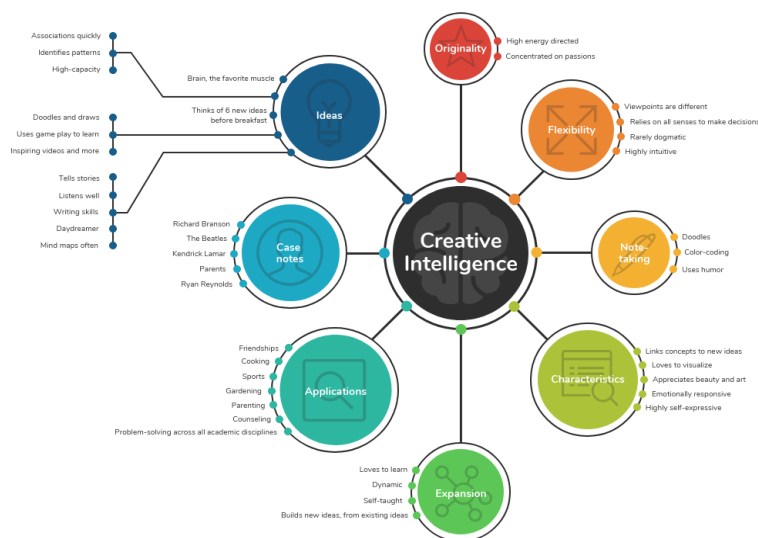 Associations quickly
Identifies patterns
High-capacity
Doodles and draws
Uses game play to learn
Inspiring videos and more
Tells stories
Listens well
Writing skills
Daydreamer
Mind maps often
Brain, the favorite muscle
Thinks of 6 new ideas
before breakfast
Ideas
Originality
High energy directed
Concentrated on passions
Flexibility
Viewpoints are different
Relies on all senses to make decisions
Rarely dogmatic
Highly intuitive
Creative
Intelligence
Richard Branson
The Beatles
Kendrick Lamar
Parents
Ryan Reynolds
Case
notes
Note-
taking
Doodles
Color-coding
Uses humor
Friendships
Cooking
Sports
Gardening
Parenting
Counseling
Problem-solving across all academic disciplines
Applications
Characteristics
Links concepts to new ideas
Loves to visualize
Appreciates beauty and art
Emotionally responsive
Highly self-expressive
Loves to learn
Dynamic
Self-taught
Builds new ideas, from existing ideas
Expansion